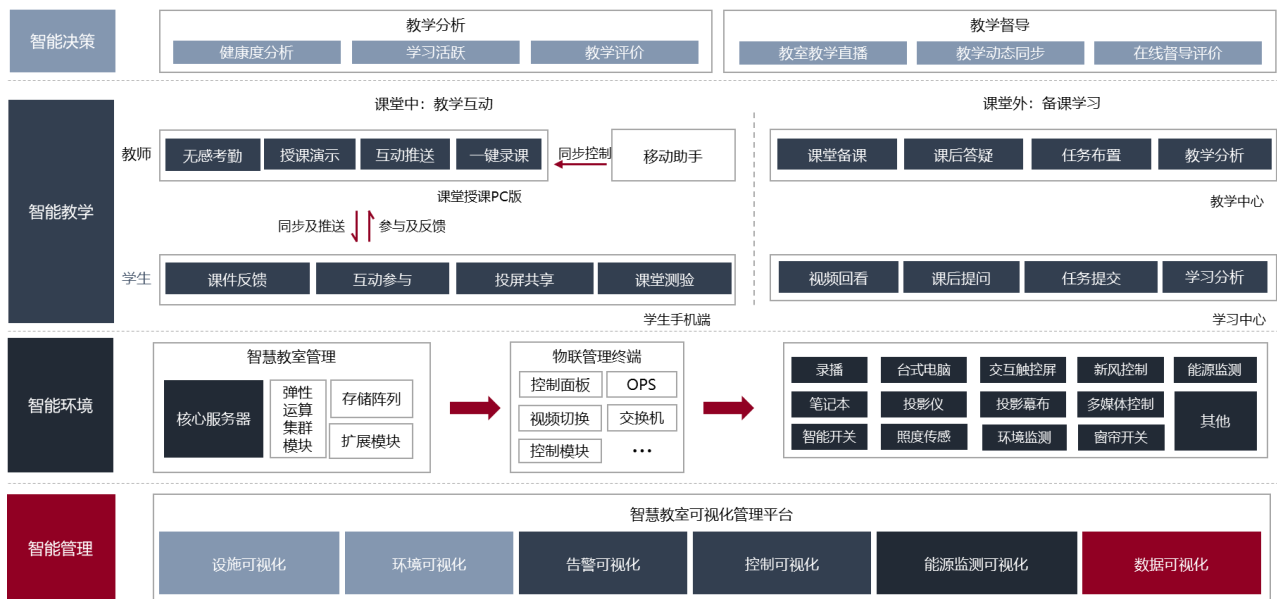 智能决策
教学分析
健康度分析
学习活跃
教学评价
教学督导
教室教学直播
教学动态同步
在线督导评价
智能教学
课堂中：教学互动
教师
无感考勤
授课演示
互动推送
一键录课
同步控制
移动助手
课堂授课PC版
同步及推送
参与及反馈
学生
课件反馈
互动参与
投屏共享
课堂测验
学生手机端
课堂外：备课学习
课堂备课
课后答疑
任务布置
教学分析
教学中心
视频回看
课后提问
任务提交
学习分析
学习中心
智能环境
智慧教室管理
核心服务器
弹性
运算
集群
模块
存储阵列
扩展模块
物联管理终端
控制面板
OPS
视频切换
交换机
控制模块
...
录播
台式电脑
交互触控屏
新风控制
能源监测
笔记本
投影仪
投影幕布
多媒体控制
其他
智能开关
照度传感
环境监测
窗帘开关
智能管理
智慧教室可视化管理平台
设施可视化
环境可视化
告警可视化
控制可视化
能源监测可视化
数据可视化